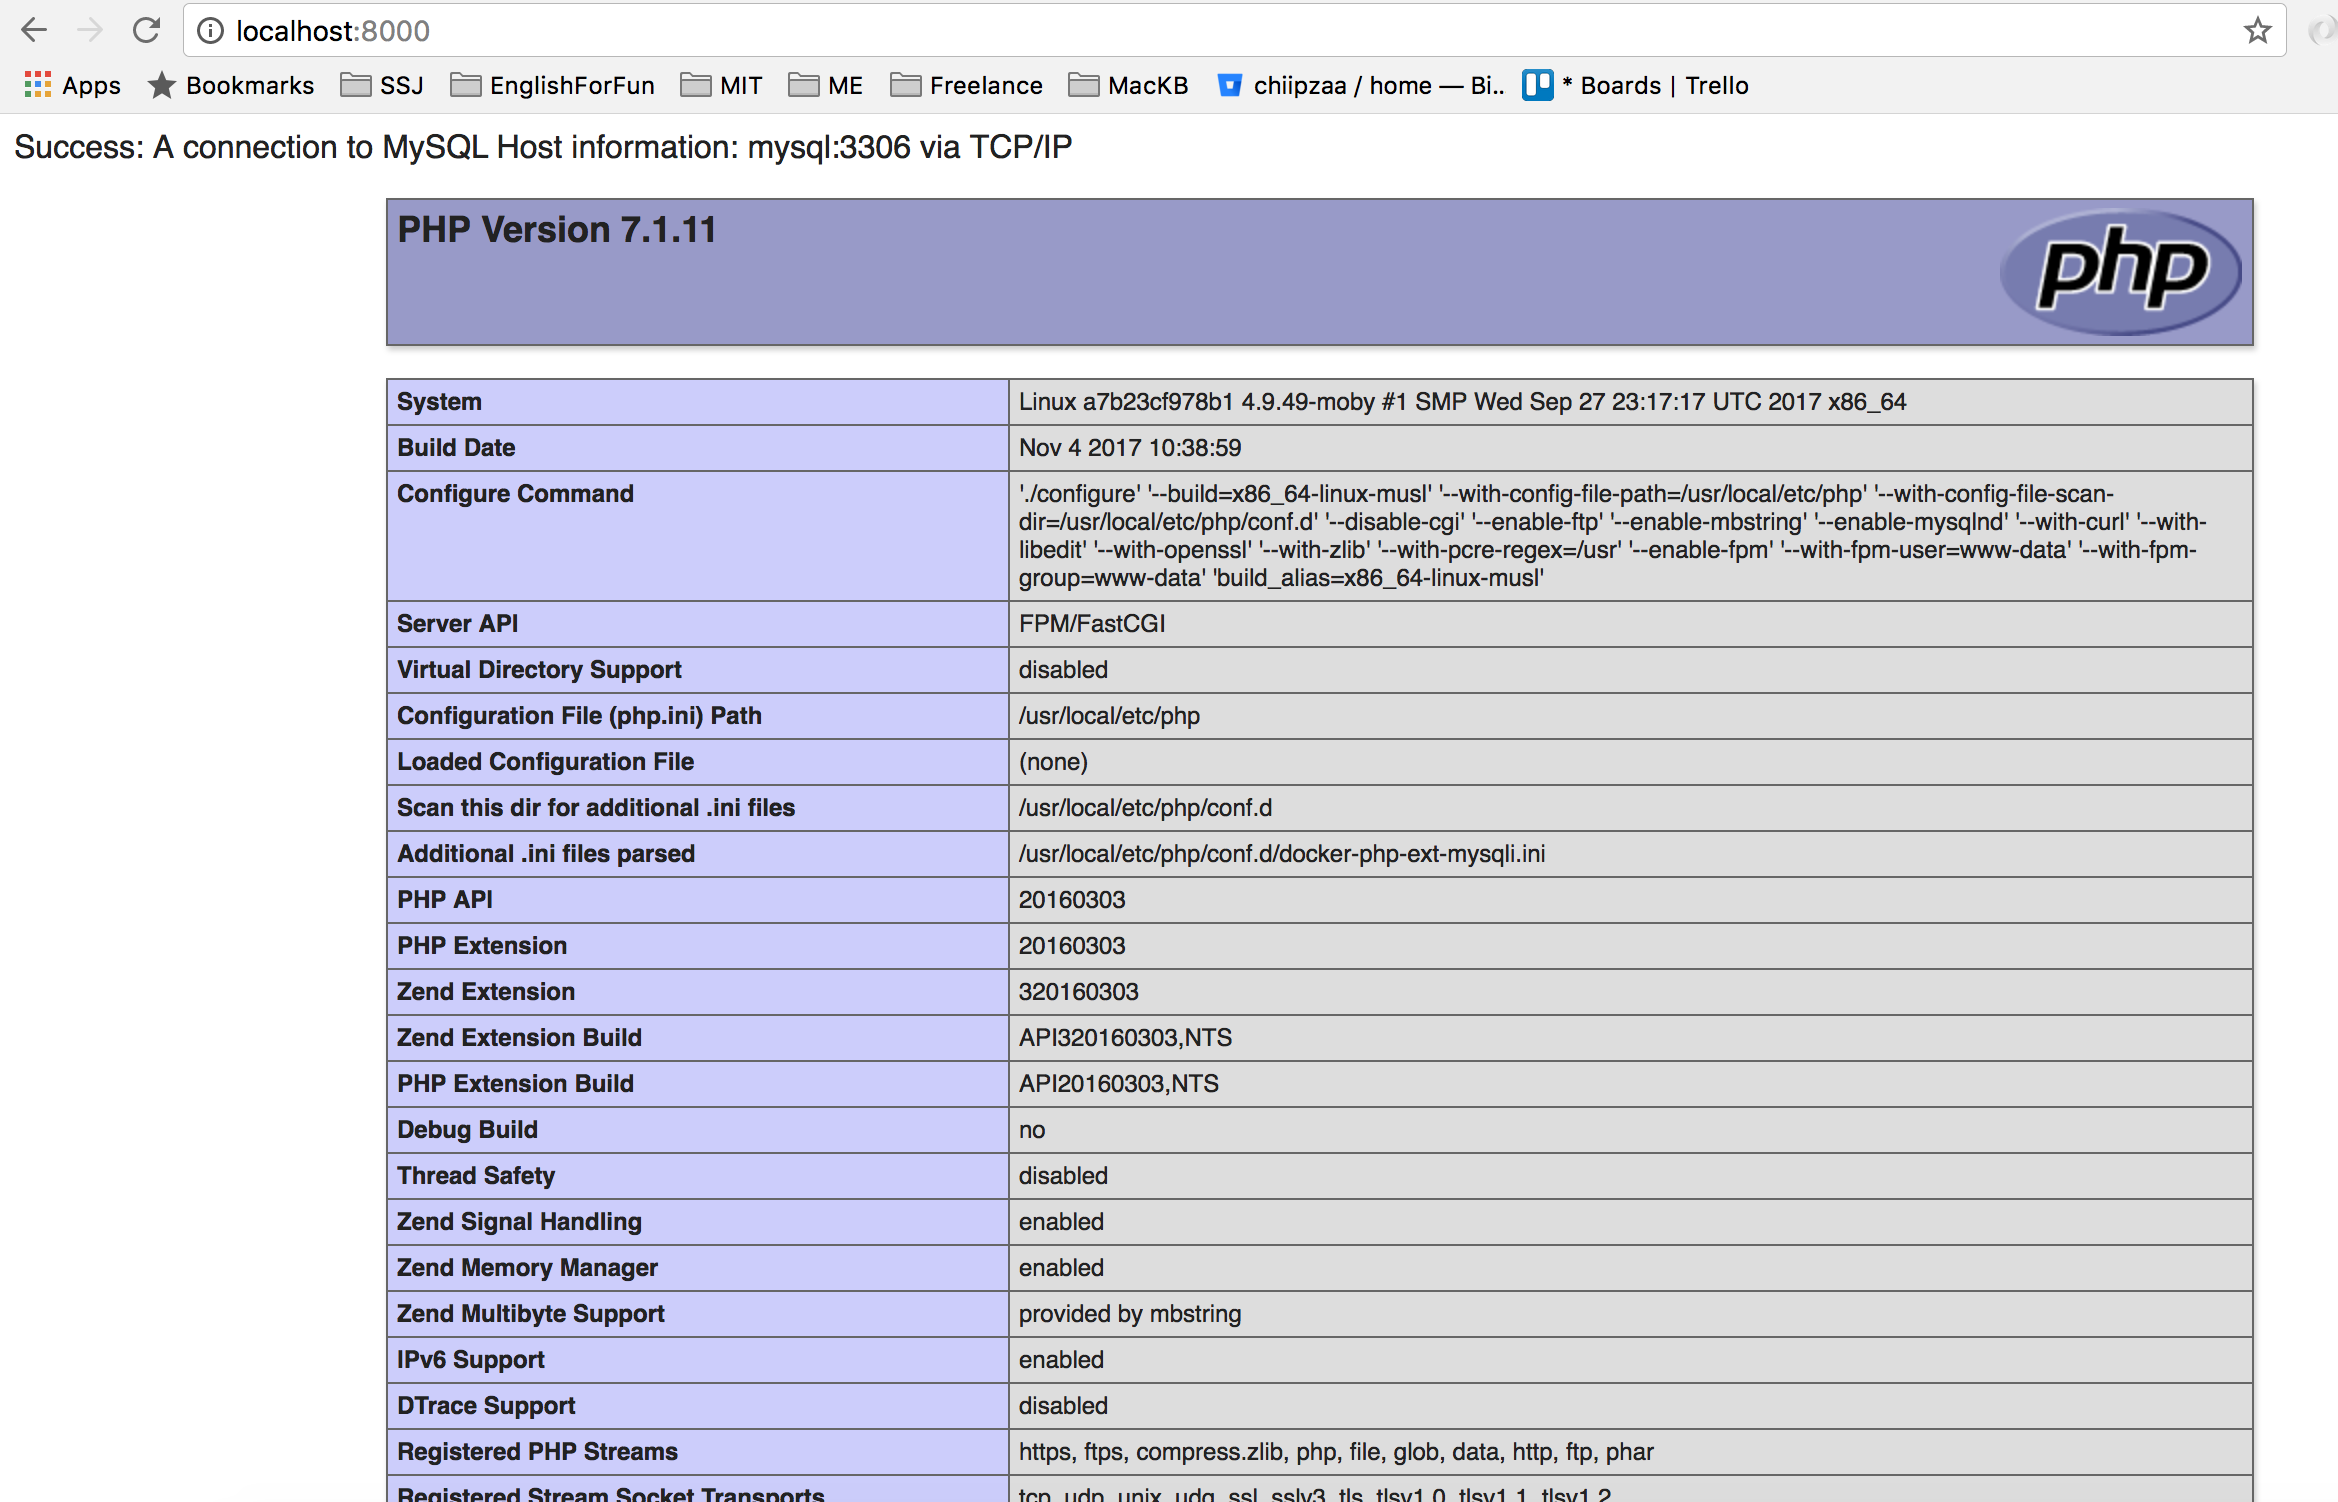 localhost:8000
Apps Bookmarks SSJ EnglishForFun MIT ME Freelance MacKB chiipzaa / home — Bi.. * Boards | Trello
Success: A connection to MySQL Host information: mysql:3306 via TCP/IP
PHP Version 7.1.11
php
System Linux a7b23cf978b1 4.9.49-moby #1 SMP Wed Sep 27 23:17:17 UTC 2017 x86_64
Build Date Nov 4 2017 10:38:59
Configure Command './configure' '--build=x86_64-linux-musl' '--with-config-file-path=/usr/local/etc/php' '--with-config-file-scan-
dir=/usr/local/etc/php/conf.d' '--disable-cgi' '--enable-ftp' '--enable-mbstring' '--enable-mysqlnd' '--with-curl' '--with-
libedit' '--with-openssl' '--with-zlib' '--with-pcre-regex=/usr' '--enable-fpm' '--with-fpm-user=www-data' '--with-fpm-
group=www-data' 'build_alias=x86_64-linux-musl'
Server API FPM/FastCGI
Virtual Directory Support disabled
Configuration File (php.ini) Path /usr/local/etc/php
Loaded Configuration File (none)
Scan this dir for additional .ini files /usr/local/etc/php/conf.d
Additional .ini files parsed /usr/local/etc/php/conf.d/docker-php-ext-mysqli.ini
PHP API 20160303
PHP Extension 20160303
Zend Extension 320160303
Zend Extension Build API320160303,NTS
PHP Extension Build API20160303,NTS
Debug Build no
Thread Safety disabled
Zend Signal Handling enabled
Zend Memory Manager enabled
Zend Multibyte Support provided by mbstring
IPv6 Support enabled
DTrace Support disabled
Registered PHP Streams https, ftps, compress.zlib, php, file, glob, data, http, ftp, phar
Registered Stream Socket Transports tcp, udp, unix, udg, ssl, sslv3, tls, tlsv1.0, tlsv1.1, tlsv1.2